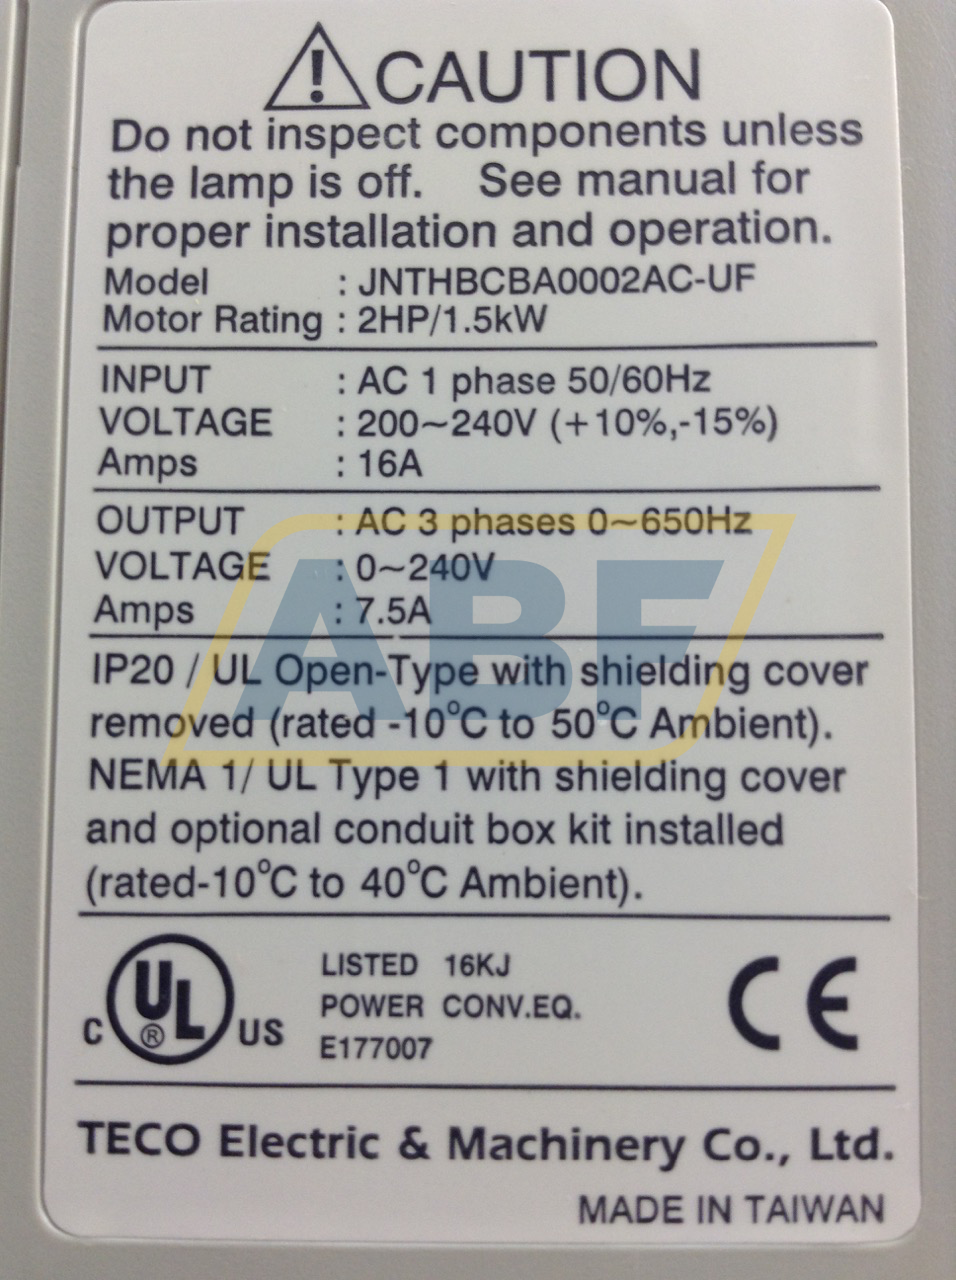 CAUTION
Do not inspect components unless
the lamp is off. See manual for
proper installation and operation.
Model : JNTHBCBA0002AC-UF
Motor Rating : 2HP/1.5kW
INPUT : AC 1 phase 50/60Hz
VOLTAGE : 200~240V (+10%,-15%)
Amps : 16A
OUTPUT : AC 3 phases 0~650Hz
VOLTAGE : 0~240V
Amps : 7.5A
ABF
IP20 / UL Open-Type with shielding cover
removed (rated -10°C to 50°C Ambient).
NEMA 1/ UL Type 1 with shielding cover
and optional conduit box kit installed
(rated-10°C to 40°C Ambient).
C UL ® US
LISTED 16KJ
POWER CONV.EQ.
E177007
CE
TECO Electric & Machinery Co., Ltd.
MADE IN TAIWAN